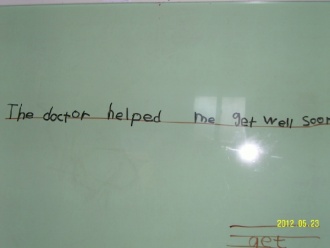 The doctor helped me get well soon
2012.05.23
get